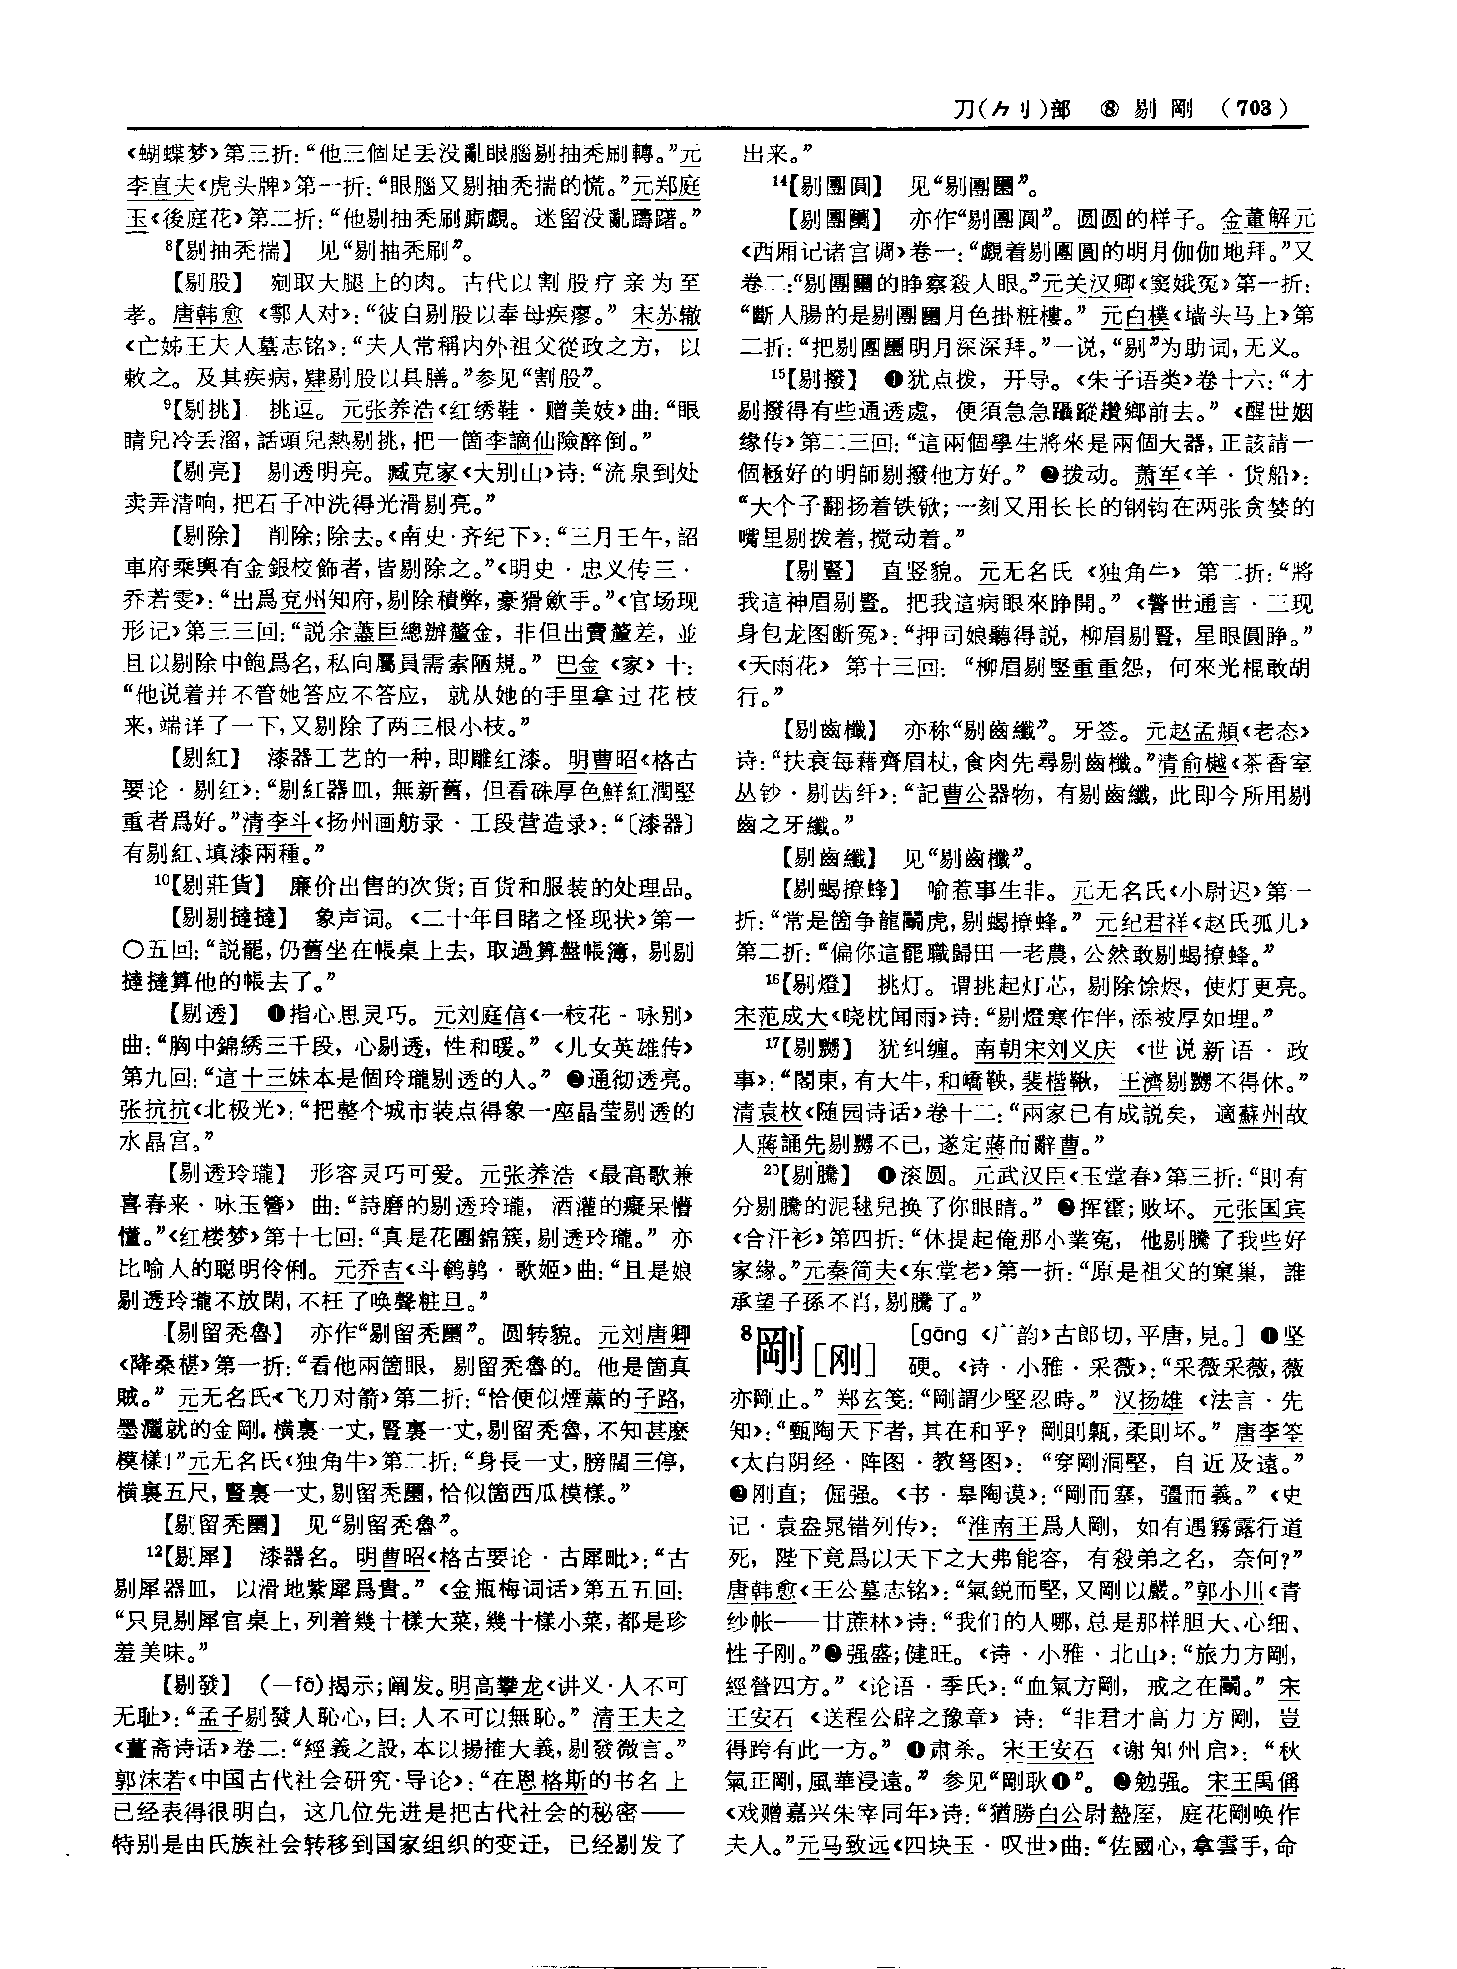 刀(⺈刂)部 ⑧ 剔 剛 (703)
《蝴蝶梦》第三折：“他三個足丢没亂眼腦剔抽禿刷轉。”元
李直夫《虎头牌》第一折：“眼腦又剔抽禿揣的慌。”元郑庭
玉《後庭花》第二折：“他剔抽禿刷廝覷。迷留没亂躊躇。”
⁸【剔抽禿揣】 见“剔抽禿刷”。
【剔股】 剜取大腿上的肉。古代以割股疗亲为至
孝。唐韩愈《鄠人对》：“彼自剔股以奉母疾瘳。” 宋苏辙
《亡姊王夫人墓志铭》：“夫人常稱内外祖父從政之方，以
敕之。及其疾病，肄剔股以具膳。”参见“割股”。
⁹【剔挑】 挑逗。元张养浩《红绣鞋·赠美妓》曲：“眼
睛兒冷丢溜，話頭兒熱剔挑，把一箇李謫仙險醉倒。”
【剔亮】 剔透明亮。臧克家《大别山》诗：“流泉到处
卖弄清响，把石子冲洗得光滑剔亮。”
【剔除】 削除；除去。《南史·齐纪下》：“三月壬午，詔
車府乘輿有金銀校飾者，皆剔除之。”《明史·忠义传三·
乔若雯》：“出爲兗州知府，剔除積弊，豪猾斂手。”《官场现
形记》第三三回：“説余藎臣總辦釐金，非但出賣釐差，並
且以剔除中飽爲名，私向屬員需索陋規。” 巴金《家》十：
“他说着并不管她答应不答应，就从她的手里拿过花枝
来，端详了一下，又剔除了两三根小枝。”
【剔紅】 漆器工艺的一种，即雕红漆。明曹昭《格古
要论·剔红》：“剔紅器皿，無新舊，但看硃厚色鮮紅潤堅
重者爲好。”清李斗《扬州画舫录·工段营造录》：“〔漆器〕
有剔紅、填漆兩種。”
¹⁰【剔莊貨】 廉价出售的次货；百货和服装的处理品。
【剔剔撻撻】 象声词。《二十年目睹之怪现状》第一
〇五回：“説罷，仍舊坐在帳桌上去，取過算盤帳簿，剔剔
撻撻算他的帳去了。”
【剔透】 ❶指心思灵巧。元刘庭信《一枝花·咏别》
曲：“胸中錦綉三千段，心剔透，性和暖。”《儿女英雄传》
第九回：“這十三妹本是個玲瓏剔透的人。” ❷通彻透亮。
张抗抗《北极光》：“把整个城市装点得象一座晶莹剔透的
水晶宫。”
【剔透玲瓏】 形容灵巧可爱。元张养浩《最高歌兼
喜春来·咏玉簪》曲：“詩磨的剔透玲瓏，酒灌的癡呆懵
懂。”《红楼梦》第十七回：“真是花團錦簇，剔透玲瓏。” 亦
比喻人的聪明伶俐。元乔吉《斗鹌鹑·歌姬》曲：“且是娘
剔透玲瓏不放閑，不枉了唤聲粧旦。”
【剔留禿魯】 亦作“剔留禿圞”。圆转貌。元刘唐卿
《降桑椹》第一折：“看他兩箇眼，剔留禿魯的。他是箇真
賊。” 元无名氏《飞刀对箭》第二折：“恰便似煙薰的子路，
墨灑就的金剛，横裏一丈，豎裏一丈，剔留禿魯，不知甚麽
模樣！”元无名氏《独角牛》第二折：“身長一丈，膀闊三停，
横裏五尺，豎裏一丈，剔留禿圞，恰似箇西瓜模樣。”
【剔留禿圞】 见“剔留禿魯”。
¹²【剔犀】 漆器名。明曹昭《格古要论·古犀毗》：“古
剔犀器皿，以滑地紫犀爲貴。”《金瓶梅词话》第五五回：
“只見剔犀官桌上，列着幾十樣大菜，幾十樣小菜，都是珍
羞美味。”
【剔發】 (—fā)揭示；阐发。明高攀龙《讲义·人不可
无耻》：“孟子剔發人恥心，曰：人不可以無恥。” 清王夫之
《薑斋诗话》卷二：“經義之設，本以揚搉大義，剔發微言。”
郭沫若《中国古代社会研究·导论》：“在恩格斯的书名上
已经表得很明白，这几位先进是把古代社会的秘密——
特别是由氏族社会转移到国家组织的变迁，已经剔发了
出来。”
¹⁴【剔團圓】 见“剔團圞”。
【剔團圞】 亦作“剔團圓”。圆圆的样子。金董解元
《西厢记诸宫调》卷一：“覷着剔團圓的明月伽伽地拜。”又
卷二：“剔團圞的睁察殺人眼。”元关汉卿《窦娥冤》第一折：
“斷人腸的是剔團圞月色掛粧樓。” 元白樸《墙头马上》第
二折：“把剔團圞明月深深拜。”一说，“剔”为助词，无义。
¹⁵【剔撥】 ❶犹点拨，开导。《朱子语类》卷十六：“才
剔撥得有些通透處，便須急急躡蹤趲鄉前去。”《醒世姻
缘传》第二三回：“這兩個學生將來是兩個大器，正該請一
個極好的明師剔撥他方好。” ❷拨动。萧军《羊·货船》：
“大个子翻扬着铁锨；一刻又用长长的钢钩在两张贪婪的
嘴里剔拨着，搅动着。”
【剔豎】 直竖貌。元无名氏《独角牛》第二折：“將
我這神眉剔豎。把我這病眼來睁開。”《警世通言·三现
身包龙图断冤》：“押司娘聽得説，柳眉剔豎，星眼圓睁。”
《天雨花》第十三回：“柳眉剔竪重重怨，何來光棍敢胡
行。”
【剔齒杴】 亦称“剔齒纖”。牙签。元赵孟頫《老态》
诗：“扶衰每藉齊眉杖，食肉先尋剔齒櫼。”清俞樾《茶香室
丛钞·剔齿纤》：“記曹公器物，有剔齒纖，此即今所用剔
齒之牙纖。”
【剔齒纖】 见“剔齒櫼”。
【剔蝎撩蜂】 喻惹事生非。元无名氏《小尉迟》第一
折：“常是箇争龍鬭虎，剔蝎撩蜂。” 元纪君祥《赵氏孤儿》
第二折：“偏你這罷職歸田一老農，公然敢剔蝎撩蜂。”
¹⁶【剔燈】 挑灯。谓挑起灯芯，剔除馀烬，使灯更亮。
宋范成大《晓枕闻雨》诗：“剔燈寒作伴，添被厚如埋。”
¹⁷【剔嬲】 犹纠缠。南朝宋刘义庆《世说新语·政
事》：“閣東，有大牛，和嶠鞅，裴楷鞦，王濟剔嬲不得休。”
清袁枚《随园诗话》卷十二：“兩家已有成説矣，適蘇州故
人蔣誦先剔嬲不已，遂定蔣而辭曹。”
²⁰【剔騰】 ❶滚圆。元武汉臣《玉堂春》第三折：“則有
分剔騰的泥毬兒换了你眼睛。” ❷挥霍；败坏。元张国宾
《合汗衫》第四折：“休提起俺那小業冤，他剔騰了我些好
家緣。”元秦简夫《东堂老》第一折：“原是祖父的窠巢，誰
承望子孫不肖，剔騰了。”
⁸剛[刚] [gāng 《广韵》古郎切，平唐，見。] ❶坚
硬。《诗·小雅·采薇》：“采薇采薇，薇
亦剛止。” 郑玄笺：“剛謂少堅忍時。” 汉扬雄《法言·先
知》：“甄陶天下者，其在和乎？剛則甈，柔則坏。” 唐李筌
《太白阴经·阵图·教弩图》：“穿剛洞堅，自近及遠。”
❷刚直；倔强。《书·皋陶谟》：“剛而塞，彊而義。”《史
记·袁盎晁错列传》：“淮南王爲人剛，如有遇霧露行道
死，陛下竟爲以天下之大弗能容，有殺弟之名，奈何？”
唐韩愈《王公墓志铭》：“氣鋭而堅，又剛以嚴。”郭小川《青
纱帐——甘蔗林》诗：“我们的人哪，总是那样胆大、心细、
性子刚。”❸强盛；健旺。《诗·小雅·北山》：“旅力方剛，
經營四方。”《论语·季氏》：“血氣方剛，戒之在鬭。” 宋
王安石《送程公辟之豫章》诗：“非君才高力方剛，豈
得跨有此一方。” ❹肃杀。宋王安石《谢知州启》：“秋
氣正剛，風華浸遠。” 参见“剛耿❶”。 ❺勉强。宋王禹偁
《戏赠嘉兴朱宰同年》诗：“猶勝白公尉盩厔，庭花剛唤作
夫人。”元马致远《四块玉·叹世》曲：“佐國心，拿雲手，命